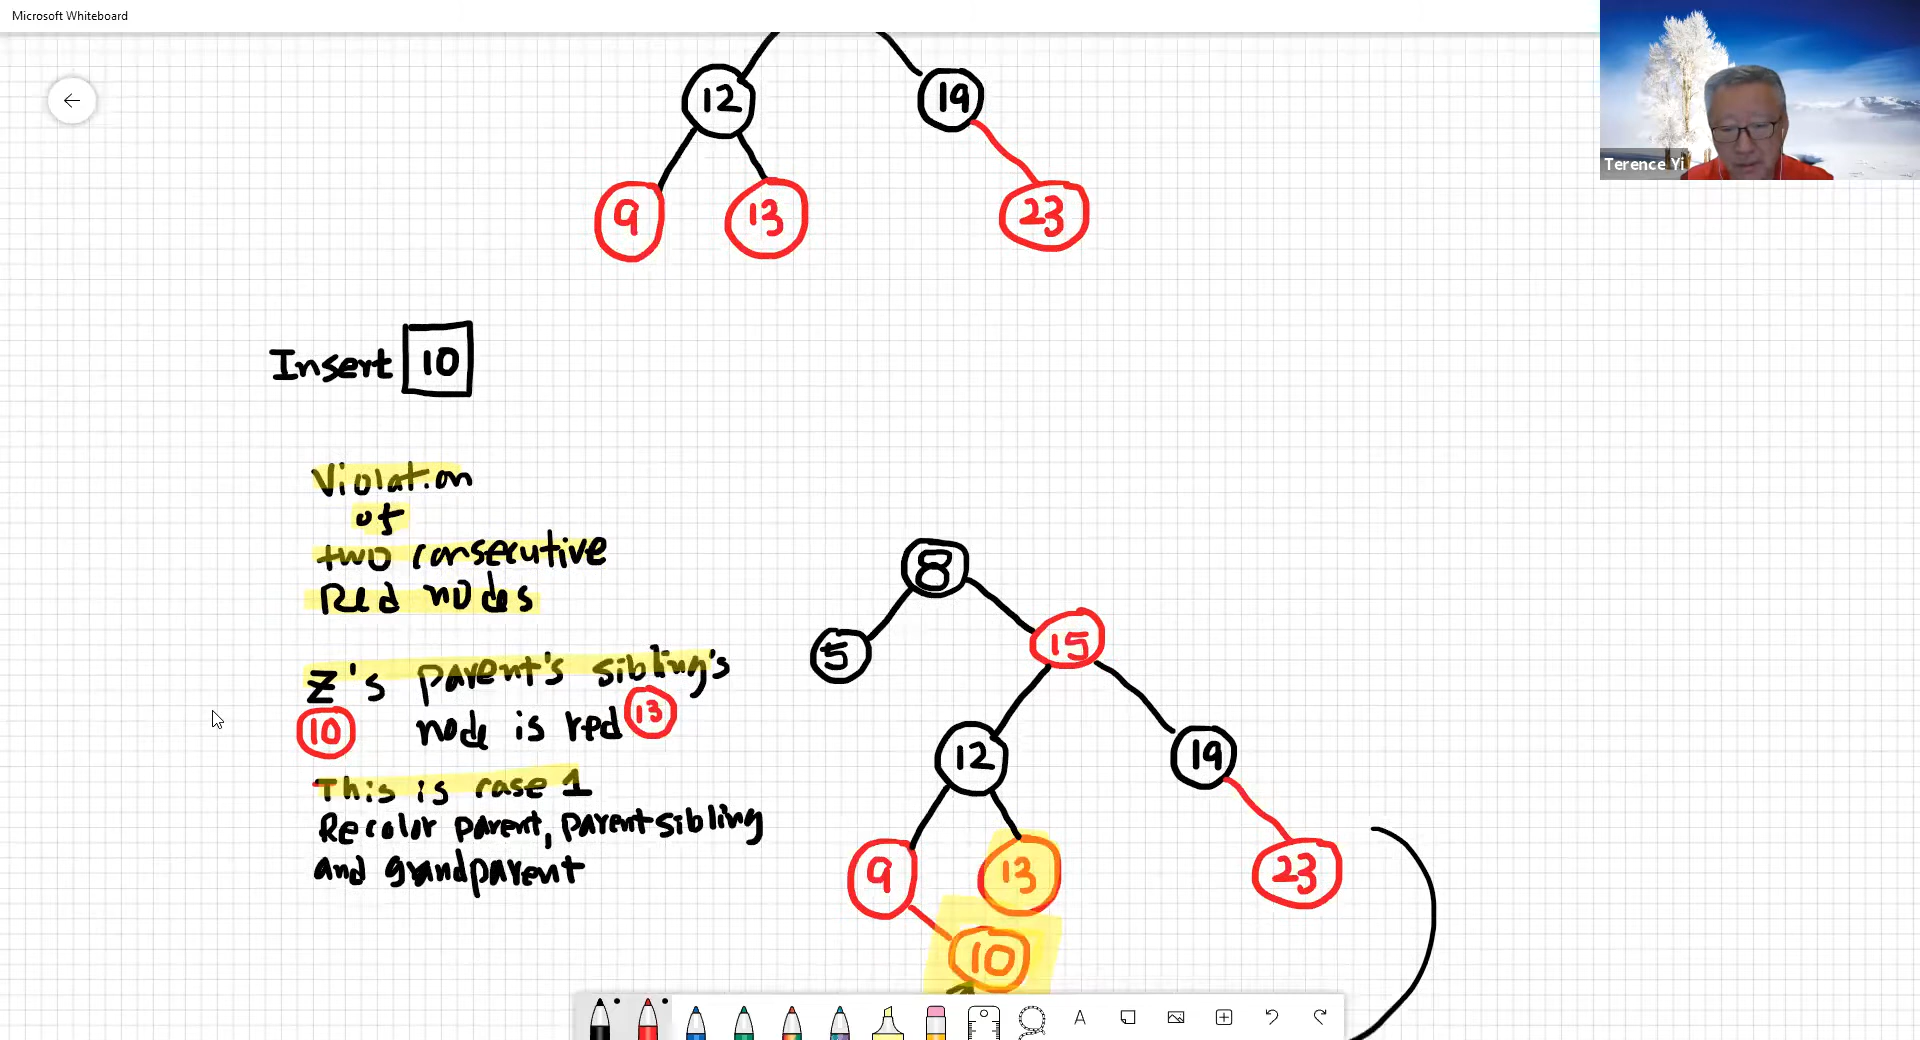 Microsoft Whiteboard
Terence Yi
12
19
9
13
23
Insert 10
Violation
of
two consecutive
Red nodes
Z's parent's sibling's
10 node is red 13
This is case 1
Recolor parent, parent sibling
and grandparent
8
5
15
12
19
9
13
23
10
A